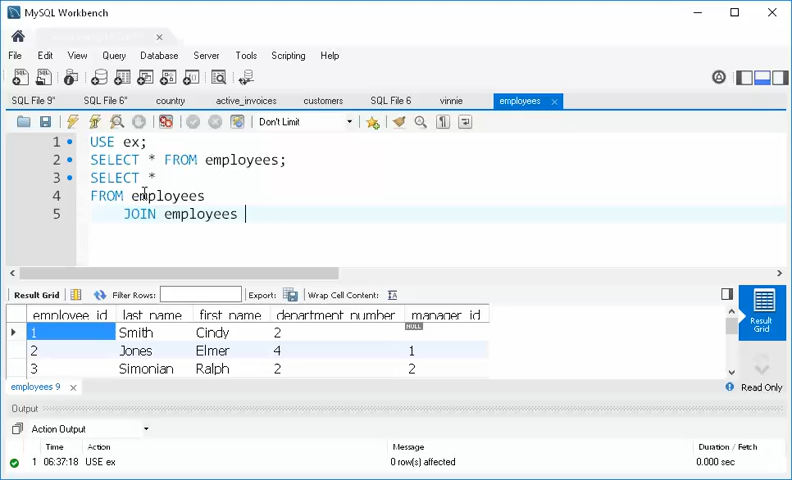 MySQL Workbench
File Edit View Query Database Server Tools Scripting Help
SQL File 9* SQL File 6* country active_invoices customers SQL File 6 vinnie employees
Don't Limit
1 USE ex;
2 SELECT * FROM employees;
3 SELECT *
4 FROM employees
5 JOIN employees
Result Grid Filter Rows: Export: Wrap Cell Content:
employee_id last_name first_name department_number manager_id
1 Smith Cindy 2 NULL
2 Jones Elmer 4 1
3 Simonian Ralph 2 2
Result Grid
employees 9 Read Only
Output
Action Output
Time Action Message Duration / Fetch
1 06:37:18 USE ex 0 row(s) affected 0.000 sec